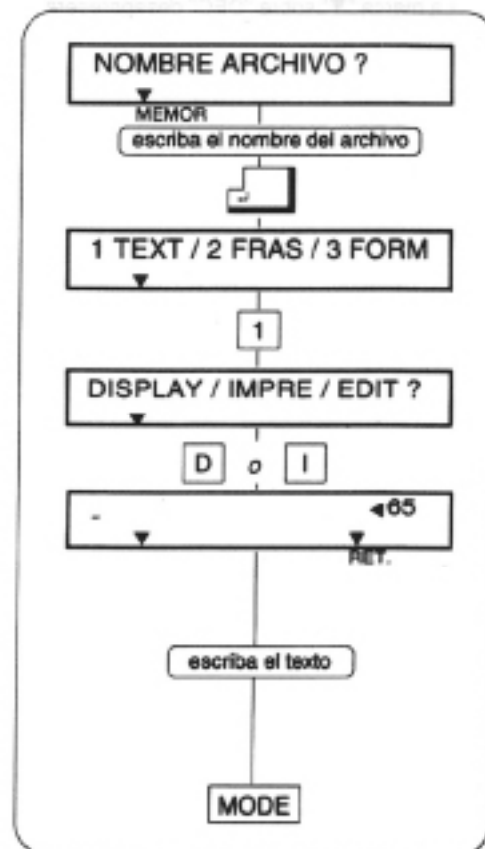 NOMBRE ARCHIVO ?
MEMOR
escriba el nombre del archivo
1 TEXT / 2 FRAS / 3 FORM
1
DISPLAY / IMPRE / EDIT ?
D o I
- ◄65
RET.
escriba el texto
MODE